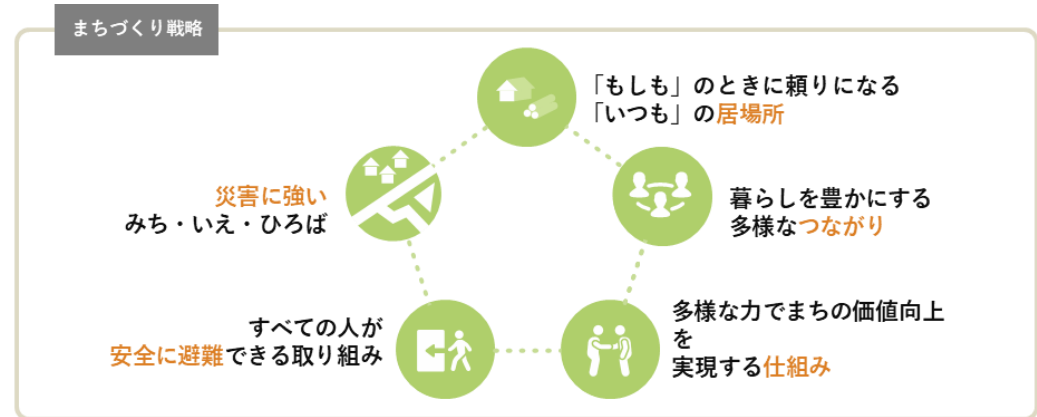 まちづくり戦略
「もしも」のときに頼りになる
「いつも」の居場所
災害に強い
みち・いえ・ひろば
暮らしを豊かにする
多様なつながり
すべての人が
安全に避難できる取り組み
多様な力でまちの価値向上
を
実現する仕組み